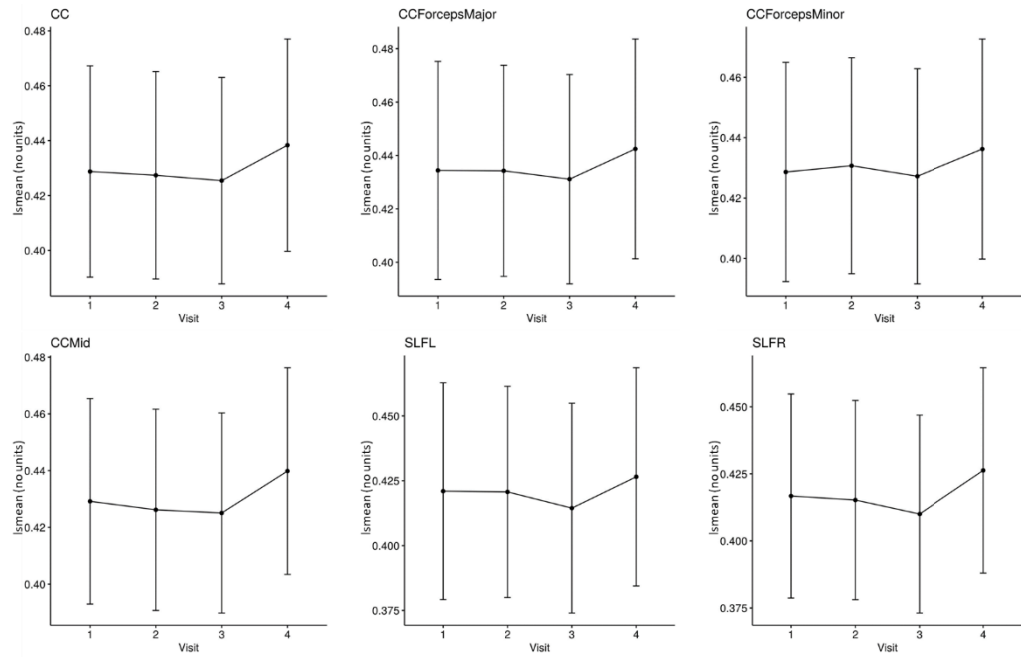 CC
0.48
0.46
0.44
0.42
0.40
lsmean (no units)
1 2 3 4
Visit
CCForcepsMajor
0.48
0.46
0.44
0.42
0.40
lsmean (no units)
1 2 3 4
Visit
CCForcepsMinor
0.46
0.44
0.42
0.40
lsmean (no units)
1 2 3 4
Visit
CCMid
0.48
0.46
0.44
0.42
0.40
lsmean (no units)
1 2 3 4
Visit
SLFL
0.450
0.425
0.400
0.375
lsmean (no units)
1 2 3 4
Visit
SLFR
0.450
0.425
0.400
0.375
lsmean (no units)
1 2 3 4
Visit